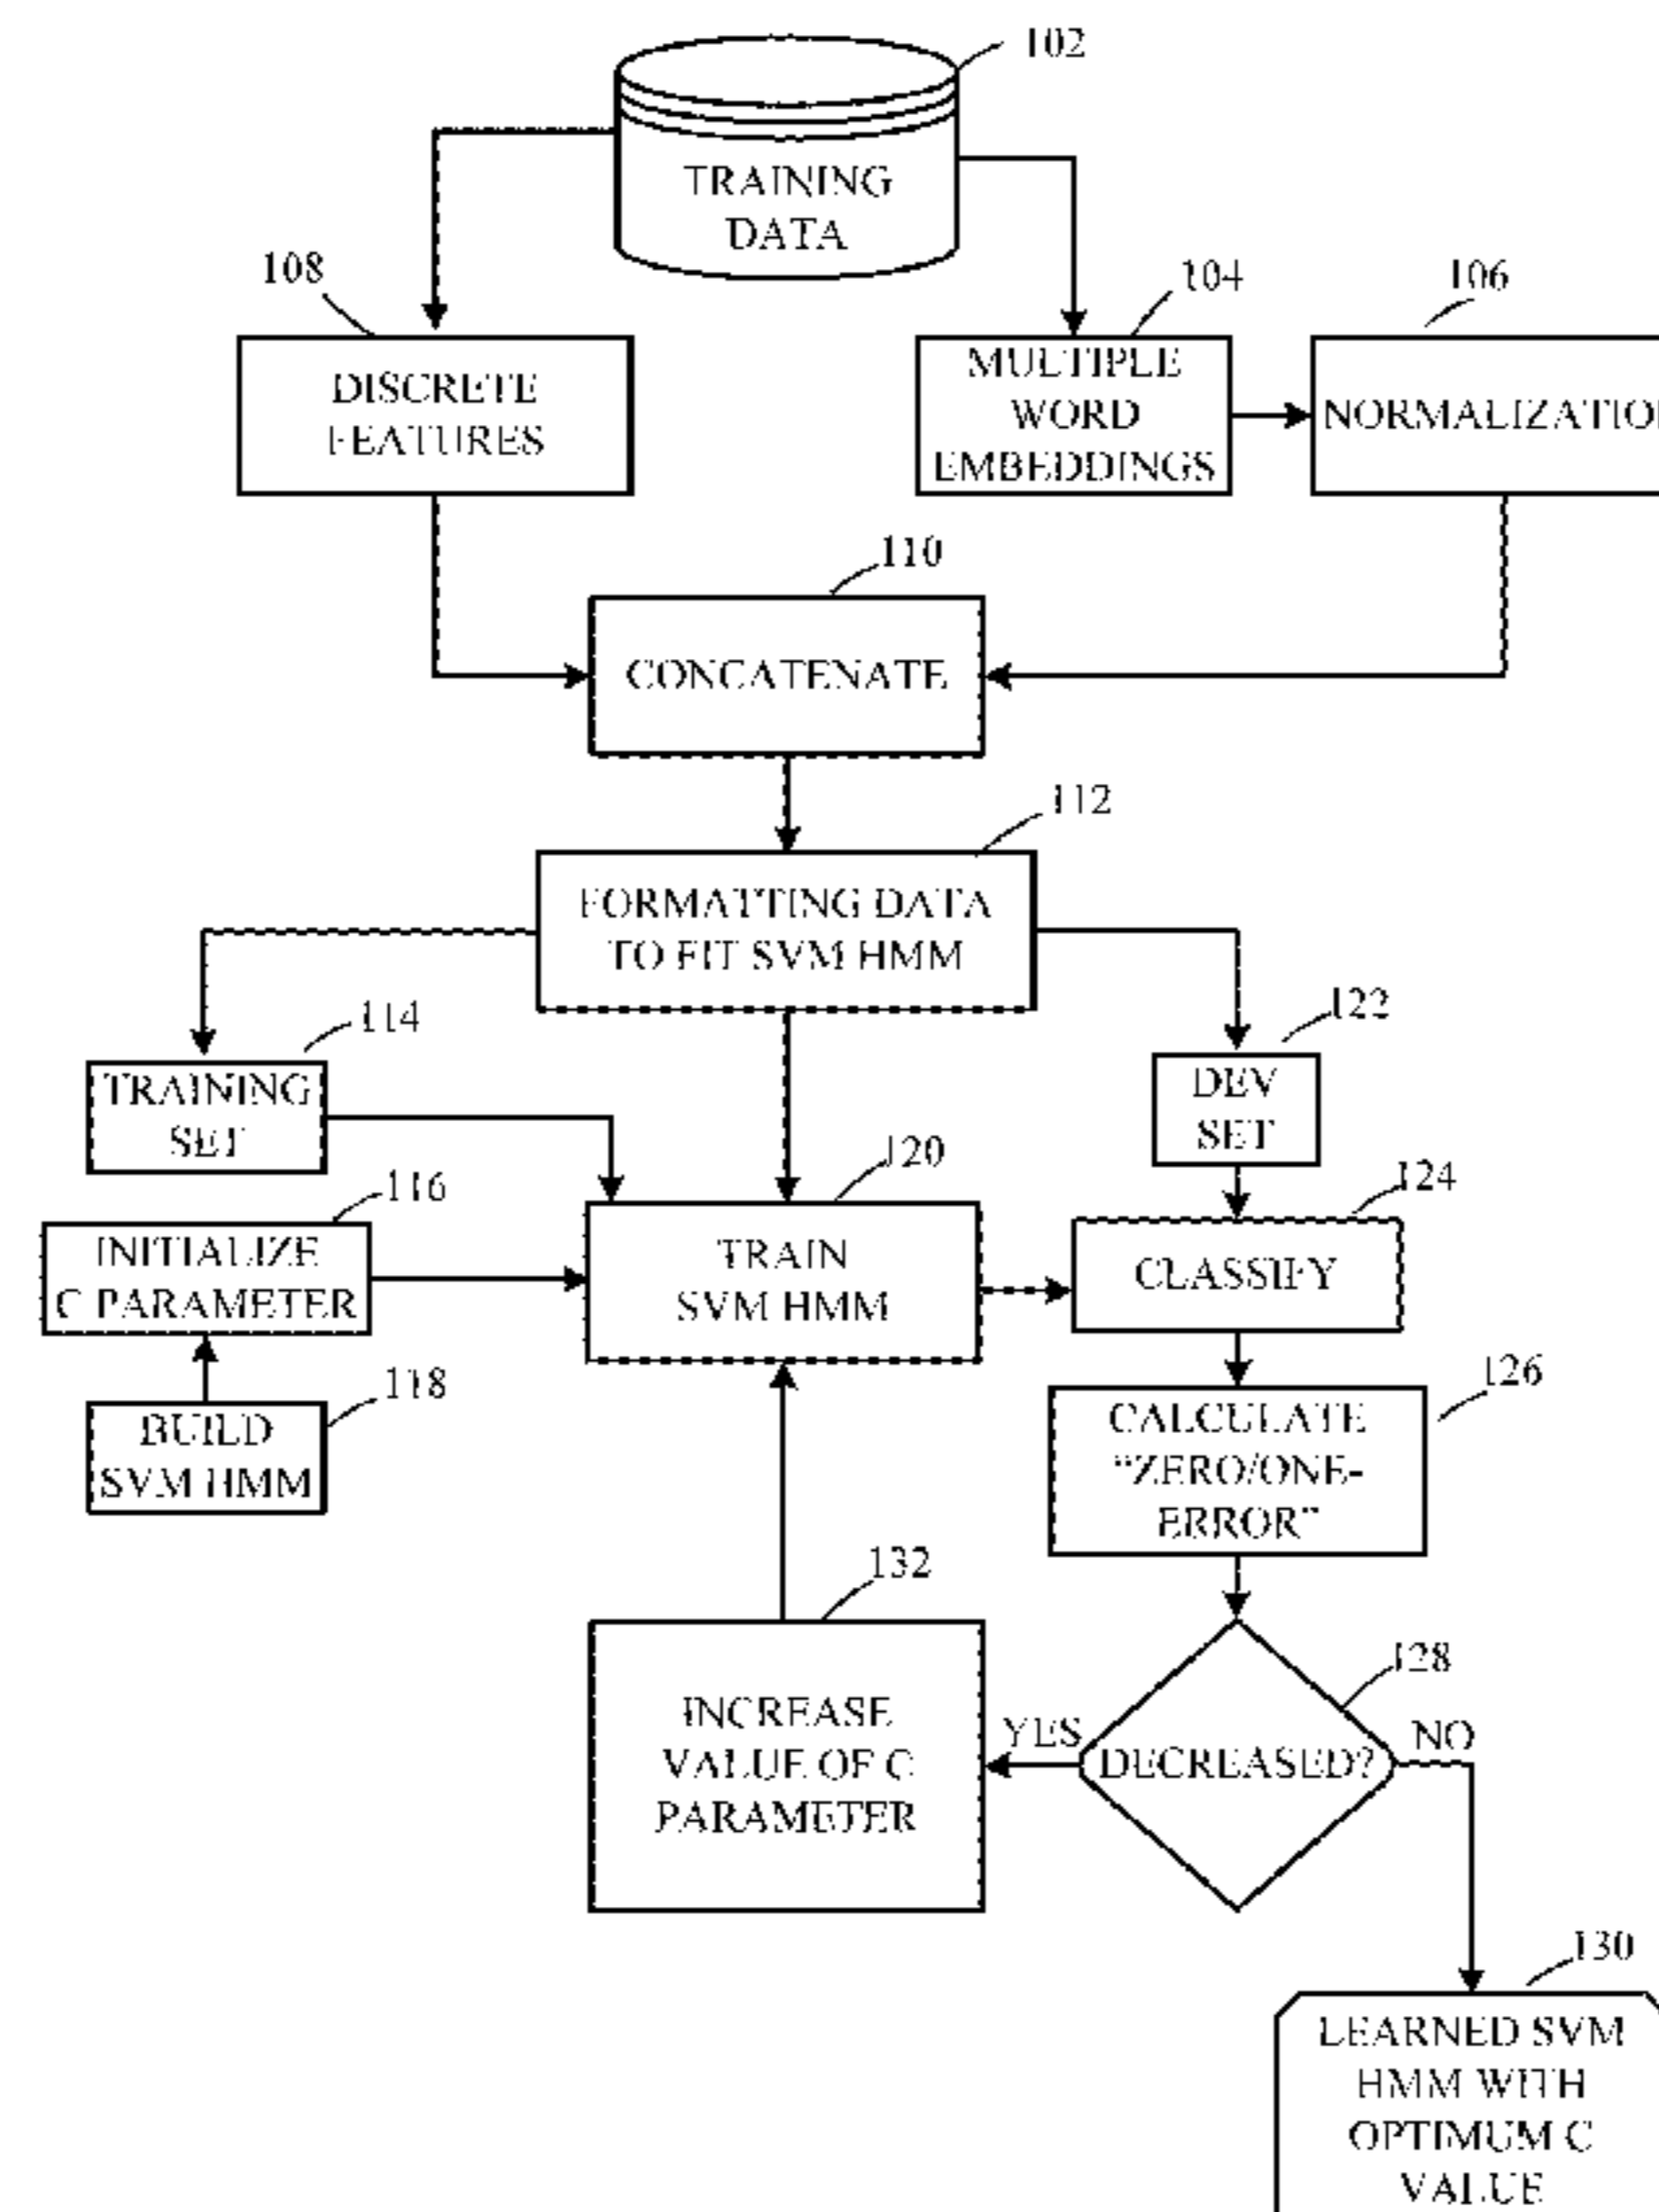 102
TRAINING
DATA
108
104
106
DISCRETE
FEATURES
MULTIPLE
WORD
EMBEDDINGS
NORMALIZATIO
110
CONCATENATE
112
FORMATTING DATA
TO FIT SVM HMM
114
122
TRAINING
SET
DEV
SET
120
116
124
INITIALIZE
C PARAMETER
TRAIN
SVM HMM
CLASSIFY
118
126
BUILD
SVM HMM
CALCULATE
“ZERO/ONE-
ERROR”
132
128
INCREASE
VALUE OF C
PARAMETER
YES
DECREASED?
NO
130
LEARNED SVM
HMM WITH
OPTIMUM C
VALUE